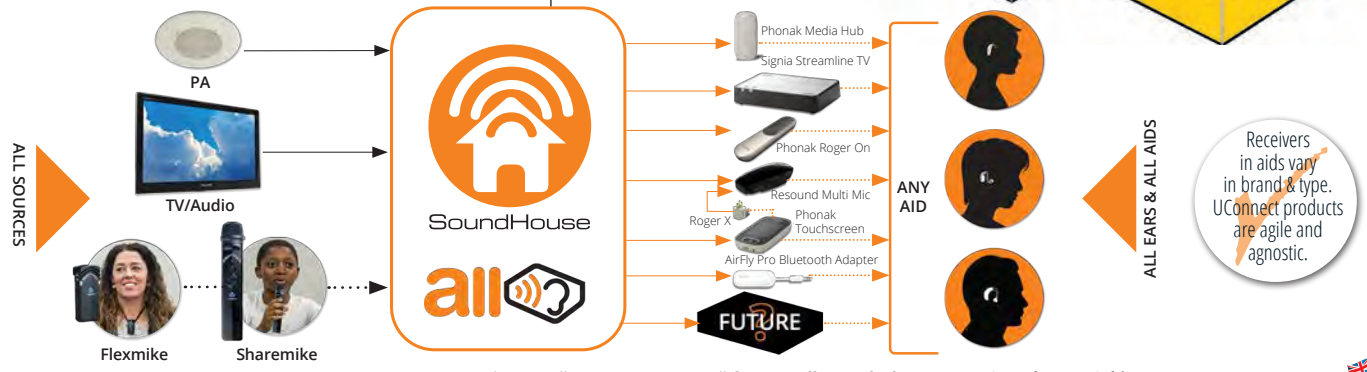 ALL SOURCES
PA
TV/Audio
Flexmike
Sharemike
SoundHouse
all
Phonak Media Hub
Signia Streamline TV
Phonak Roger On
Resound Multi Mic
Roger X
Phonak
Touchscreen
AirFly Pro Bluetooth Adapter
FUTURE
?
ANY
AID
ALL EARS & ALL AIDS
Receivers
in aids vary
in brand & type.
UConnect products
are agile and
agnostic.